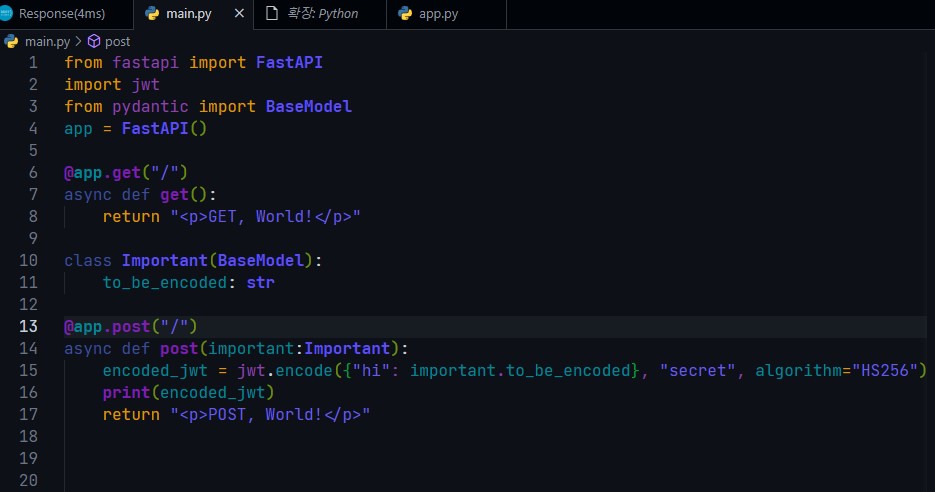 Response(4ms) main.py × 확장: Python app.py
main.py > post
1 from fastapi import FastAPI
2 import jwt
3 from pydantic import BaseModel
4 app = FastAPI()
5
6 @app.get("/")
7 async def get():
8     return "<p>GET, World!</p>"
9
10 class Important(BaseModel):
11     to_be_encoded: str
12
13 @app.post("/")
14 async def post(important:Important):
15     encoded_jwt = jwt.encode({"hi": important.to_be_encoded}, "secret", algorithm="HS256")
16     print(encoded_jwt)
17     return "<p>POST, World!</p>"
18
19
20